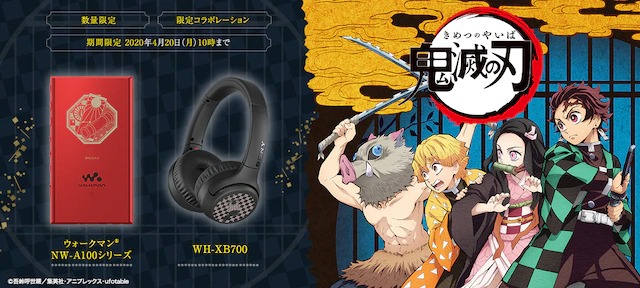 数量限定
限定コラボレーション
期間限定 2020年4月20日(月)10時まで
きめつのやいば
鬼滅の刃
SONY
WALKMAN
ウォークマン®
NW-A100シリーズ
WH-XB700
©吾峠呼世晴/集英社・アニプレックス・ufotable